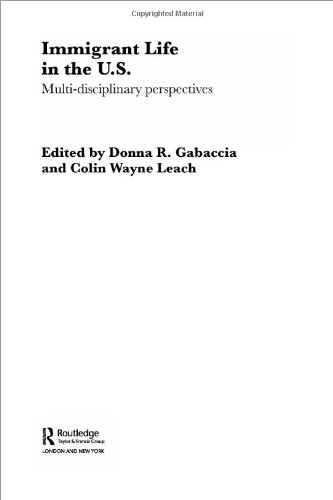 Copyrighted Material
Immigrant Life
in the U.S.
Multi-disciplinary perspectives
Edited by Donna R. Gabaccia
and Colin Wayne Leach
R
Routledge
Taylor & Francis Group
LONDON AND NEW YORK